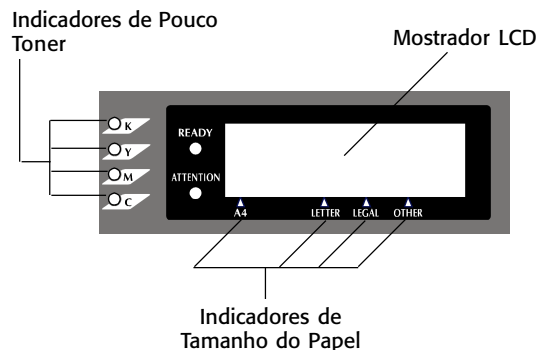 Indicadores de Pouco
Toner
Mostrador LCD
K
Y
M
C
READY
ATTENTION
A4
LETTER
LEGAL
OTHER
Indicadores de
Tamanho do Papel